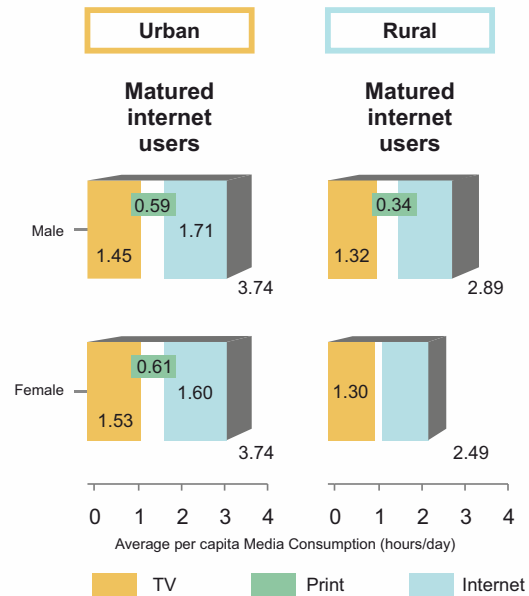 Urban
Rural
Matured
internet
users
Matured
internet
users
Male
0.59
1.71
1.45
3.74
0.34
1.32
2.89
Female
0.61
1.60
1.53
3.74
1.30
2.49
0 1 2 3 4
0 1 2 3 4
Average per capita Media Consumption (hours/day)
TV
Print
Internet